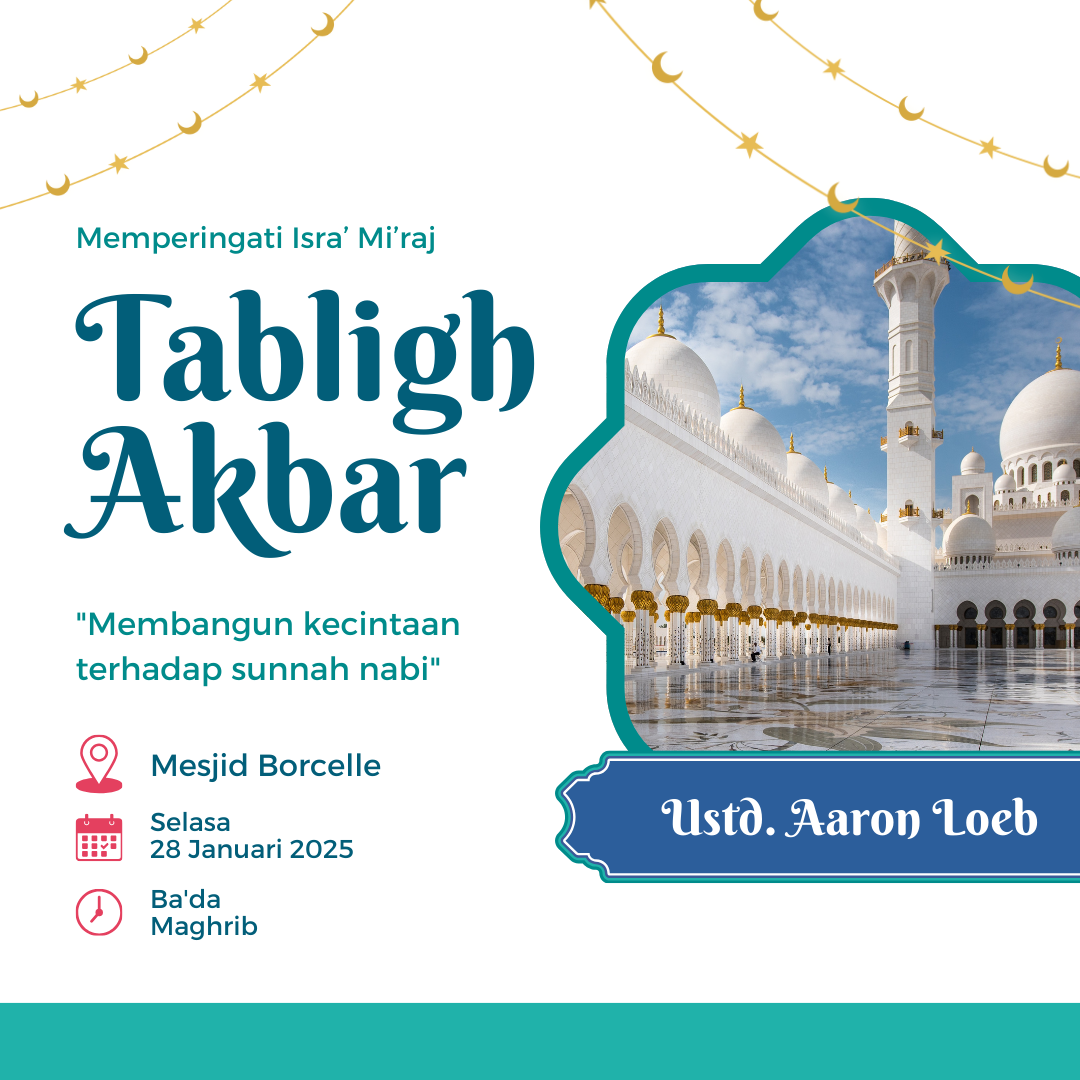 Memperingati Isra’ Mi’raj
Tabligh
Akbar
"Membangun kecintaan
terhadap sunnah nabi"
Mesjid Borcelle
Selasa
28 Januari 2025
Ba'da
Maghrib
Ustd. Aaron Loeb